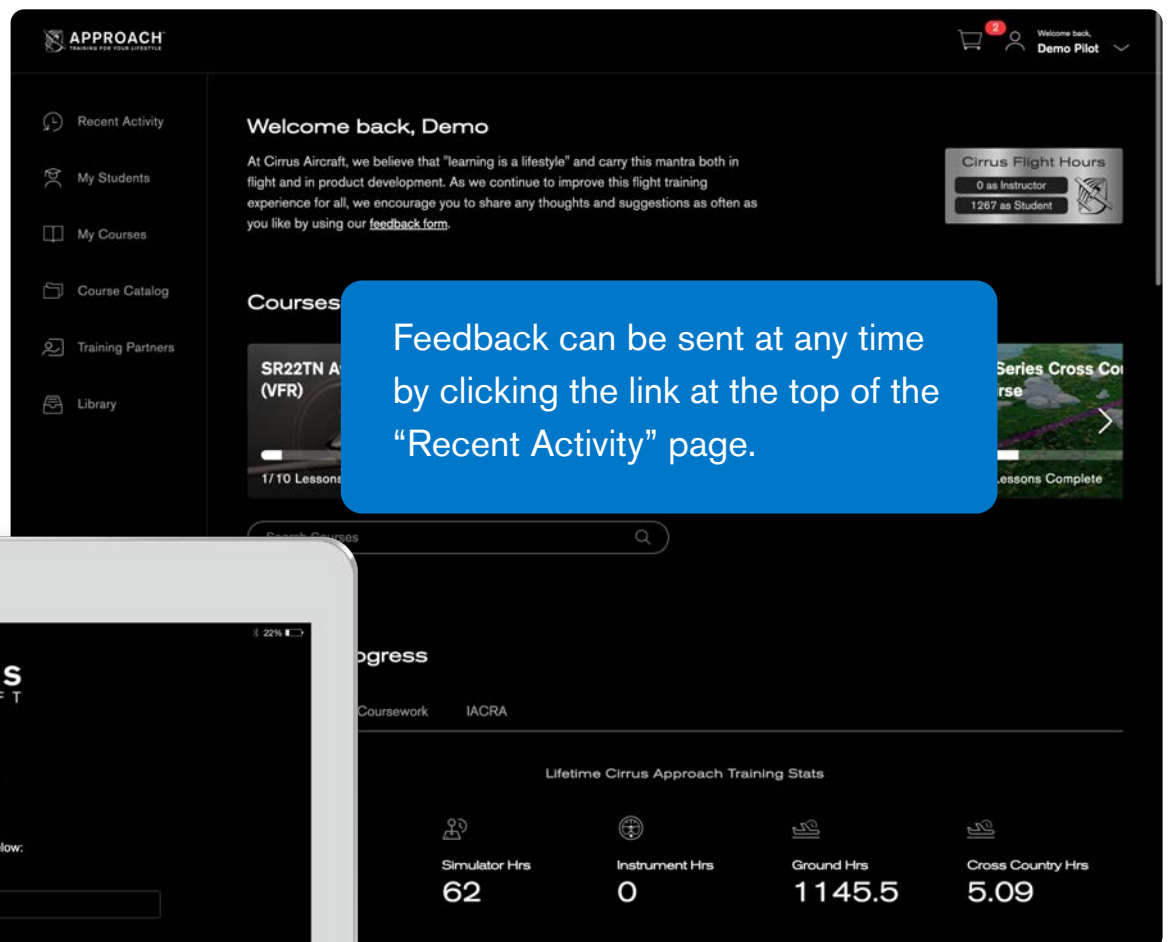 APPROACH
TRAINING FOR YOUR LIFESTYLE
2
Welcome back,
Demo Pilot
Recent Activity
My Students
My Courses
Course Catalog
Training Partners
Library
Welcome back, Demo
At Cirrus Aircraft, we believe that "learning is a lifestyle" and carry this mantra both in
flight and in product development. As we continue to improve this flight training
experience for all, we encourage you to share any thoughts and suggestions as often as
you like by using our feedback form.
Cirrus Flight Hours
0 as Instructor
1267 as Student
Courses
SR22TN A
(VFR)
1/10 Lessons
Feedback can be sent at any time
by clicking the link at the top of the
“Recent Activity” page.
Series Cross Cou
rse
Lessons Complete
Search Courses
22%
S
F T
elow:
ogress
Coursework IACRA
Lifetime Cirrus Approach Training Stats
Simulator Hrs
62
Instrument Hrs
0
Ground Hrs
1145.5
Cross Country Hrs
5.09